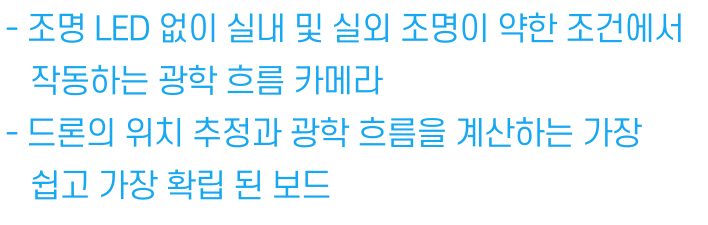 - 조명 LED 없이 실내 및 실외 조명이 약한 조건에서
작동하는 광학 흐름 카메라
- 드론의 위치 추정과 광학 흐름을 계산하는 가장
쉽고 가장 확립 된 보드